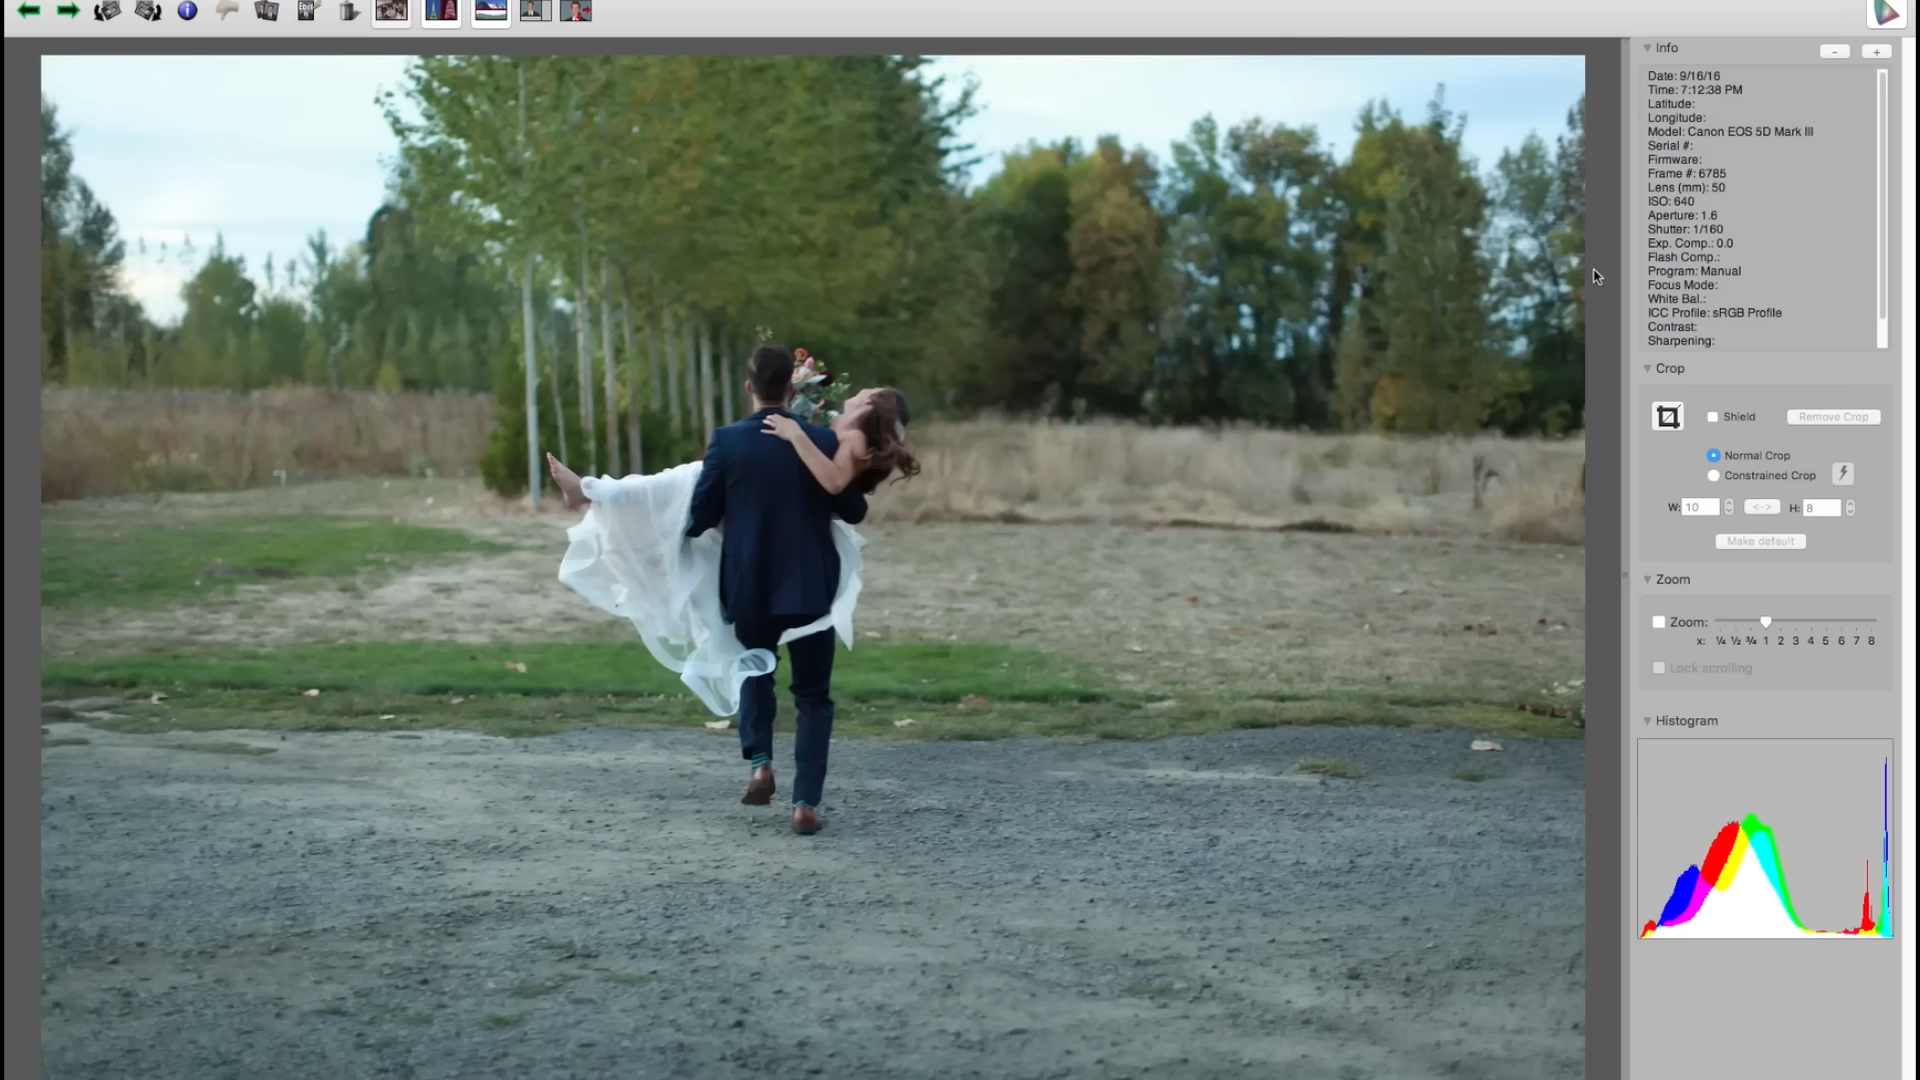 Edit
Info
- +
Date: 9/16/16
Time: 7:12:38 PM
Latitude:
Longitude:
Model: Canon EOS 5D Mark III
Serial #:
Firmware:
Frame #: 6785
Lens (mm): 50
ISO: 640
Aperture: 1.6
Shutter: 1/160
Exp. Comp.: 0.0
Flash Comp.:
Program: Manual
Focus Mode:
White Bal.:
ICC Profile: sRGB Profile
Contrast:
Sharpening:
Crop
Shield Remove Crop
Normal Crop
Constrained Crop
W: 10 <-> H: 8
Make default
Zoom
Zoom:
x: ¼ ½ ¾ 1 2 3 4 5 6 7 8
Lock scrolling
Histogram